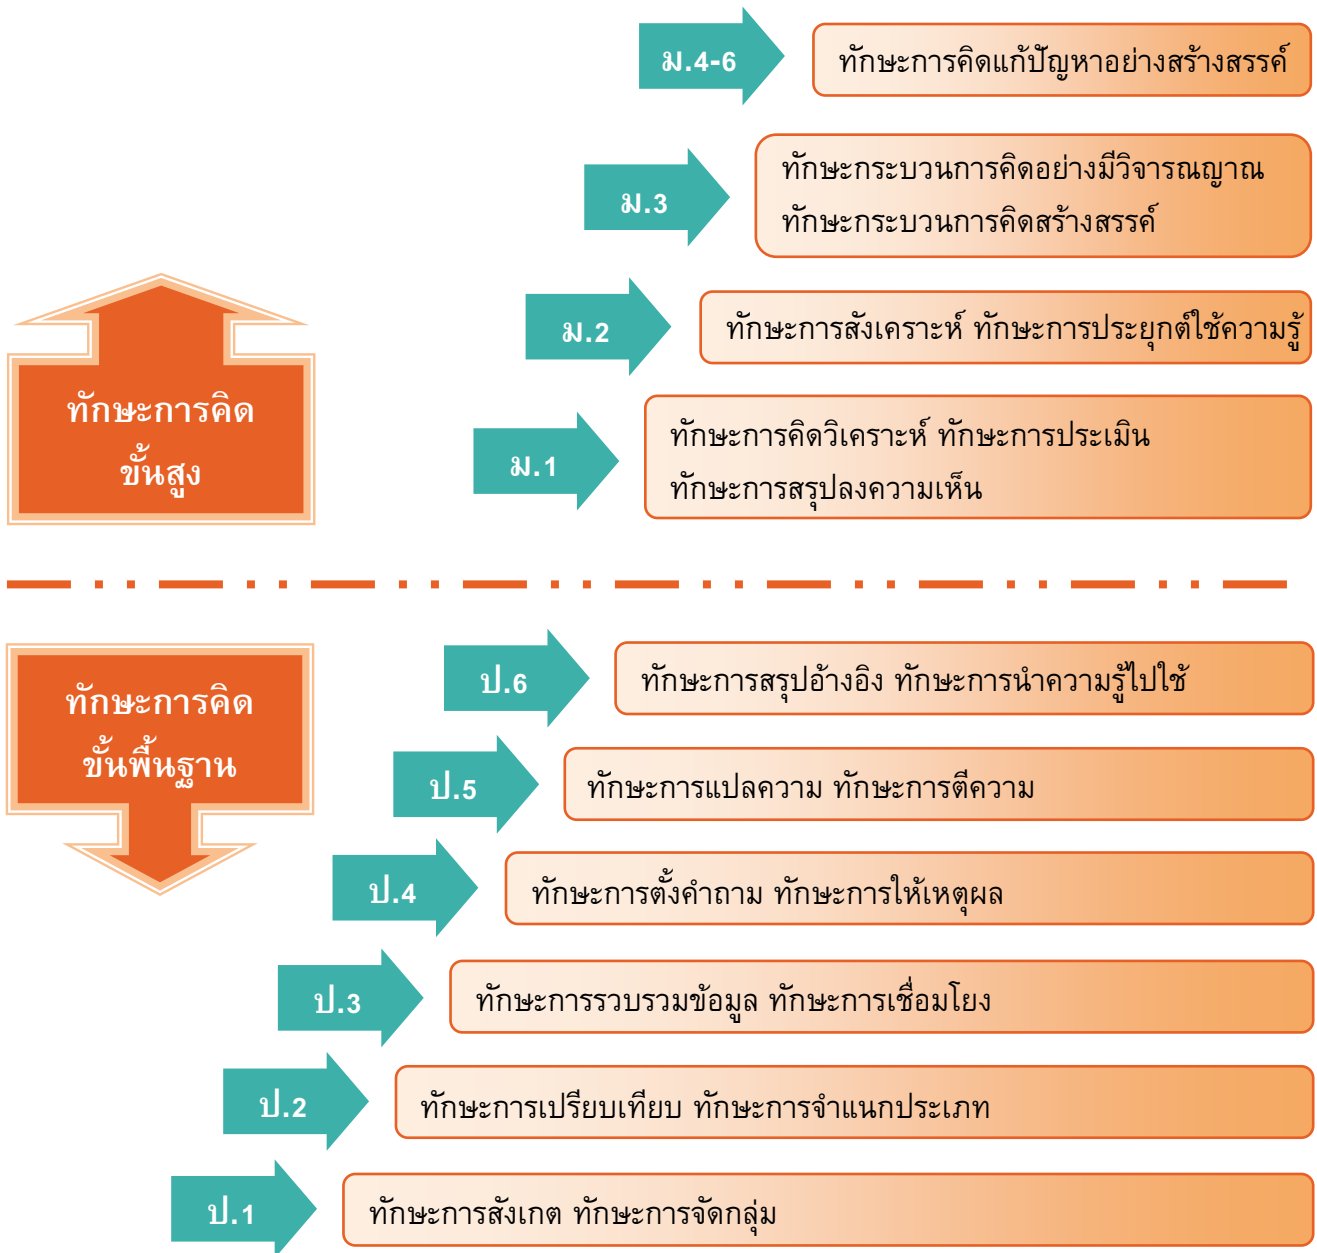 ม.4-6
ทักษะการคิดแก้ปัญหาอย่างสร้างสรรค์
ม.3
ทักษะกระบวนการคิดอย่างมีวิจารณญาณ
ทักษะกระบวนการคิดสร้างสรรค์
ม.2
ทักษะการสังเคราะห์ ทักษะการประยุกต์ใช้ความรู้
ทักษะการคิด
ขั้นสูง
ม.1
ทักษะการคิดวิเคราะห์ ทักษะการประเมิน
ทักษะการสรุปลงความเห็น
ทักษะการคิด
ขั้นพื้นฐาน
ป.6
ทักษะการสรุปอ้างอิง ทักษะการนำความรู้ไปใช้
ป.5
ทักษะการแปลความ ทักษะการตีความ
ป.4
ทักษะการตั้งคำถาม ทักษะการให้เหตุผล
ป.3
ทักษะการรวบรวมข้อมูล ทักษะการเชื่อมโยง
ป.2
ทักษะการเปรียบเทียบ ทักษะการจำแนกประเภท
ป.1
ทักษะการสังเกต ทักษะการจัดกลุ่ม